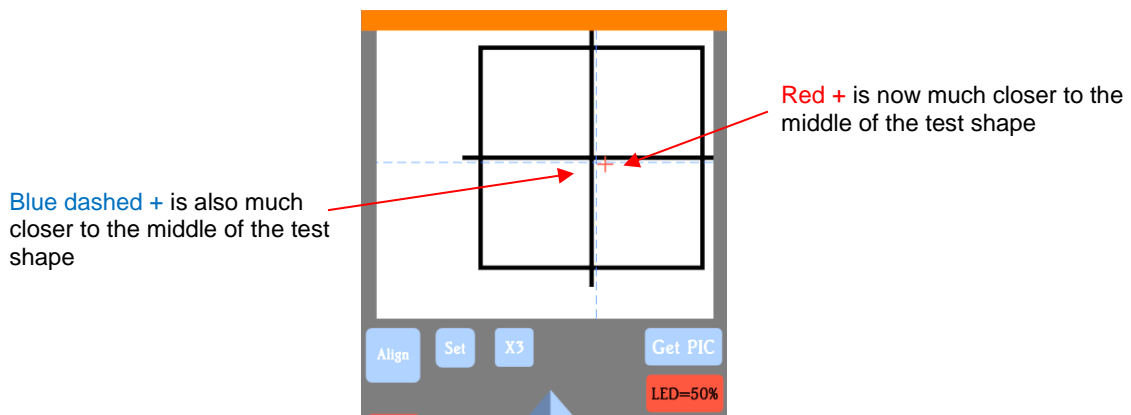 Red + is now much closer to the
middle of the test shape
Blue dashed + is also much
closer to the middle of the test
shape
Align
Set
X3
Get PIC
LED=50%